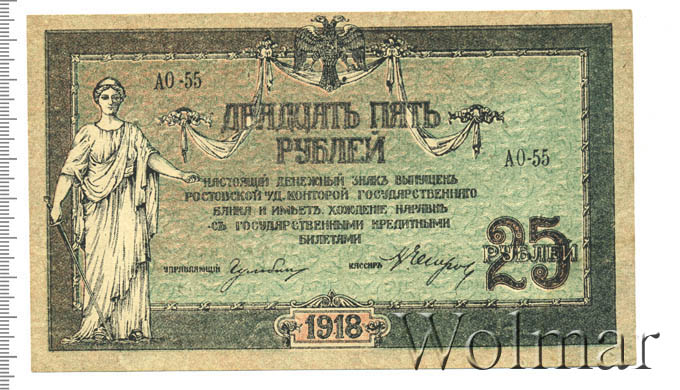 АО-55
ДВАДЦАТЬ ПЯТЬ
РУБЛЕЙ
АО-55
НАСТОЯЩІЙ ДЕНЕЖНЫЙ ЗНАК ВЫПУЩЕНЪ
РОСТОВСКОЙ н/Д. КОНТОРОЙ ГОСУДАРСТВЕННАГО
БАНКА И ИМѢЕТЪ ХОЖДЕНІЕ НАРАВНѢ
СЪ ГОСУДАРСТВЕННЫМИ КРЕДИТНЫМИ
БИЛЕТАМИ
25
РУБЛЕЙ
УПРАВЛЯЮЩІЙ
КАССИРЪ
1918
Wolmar